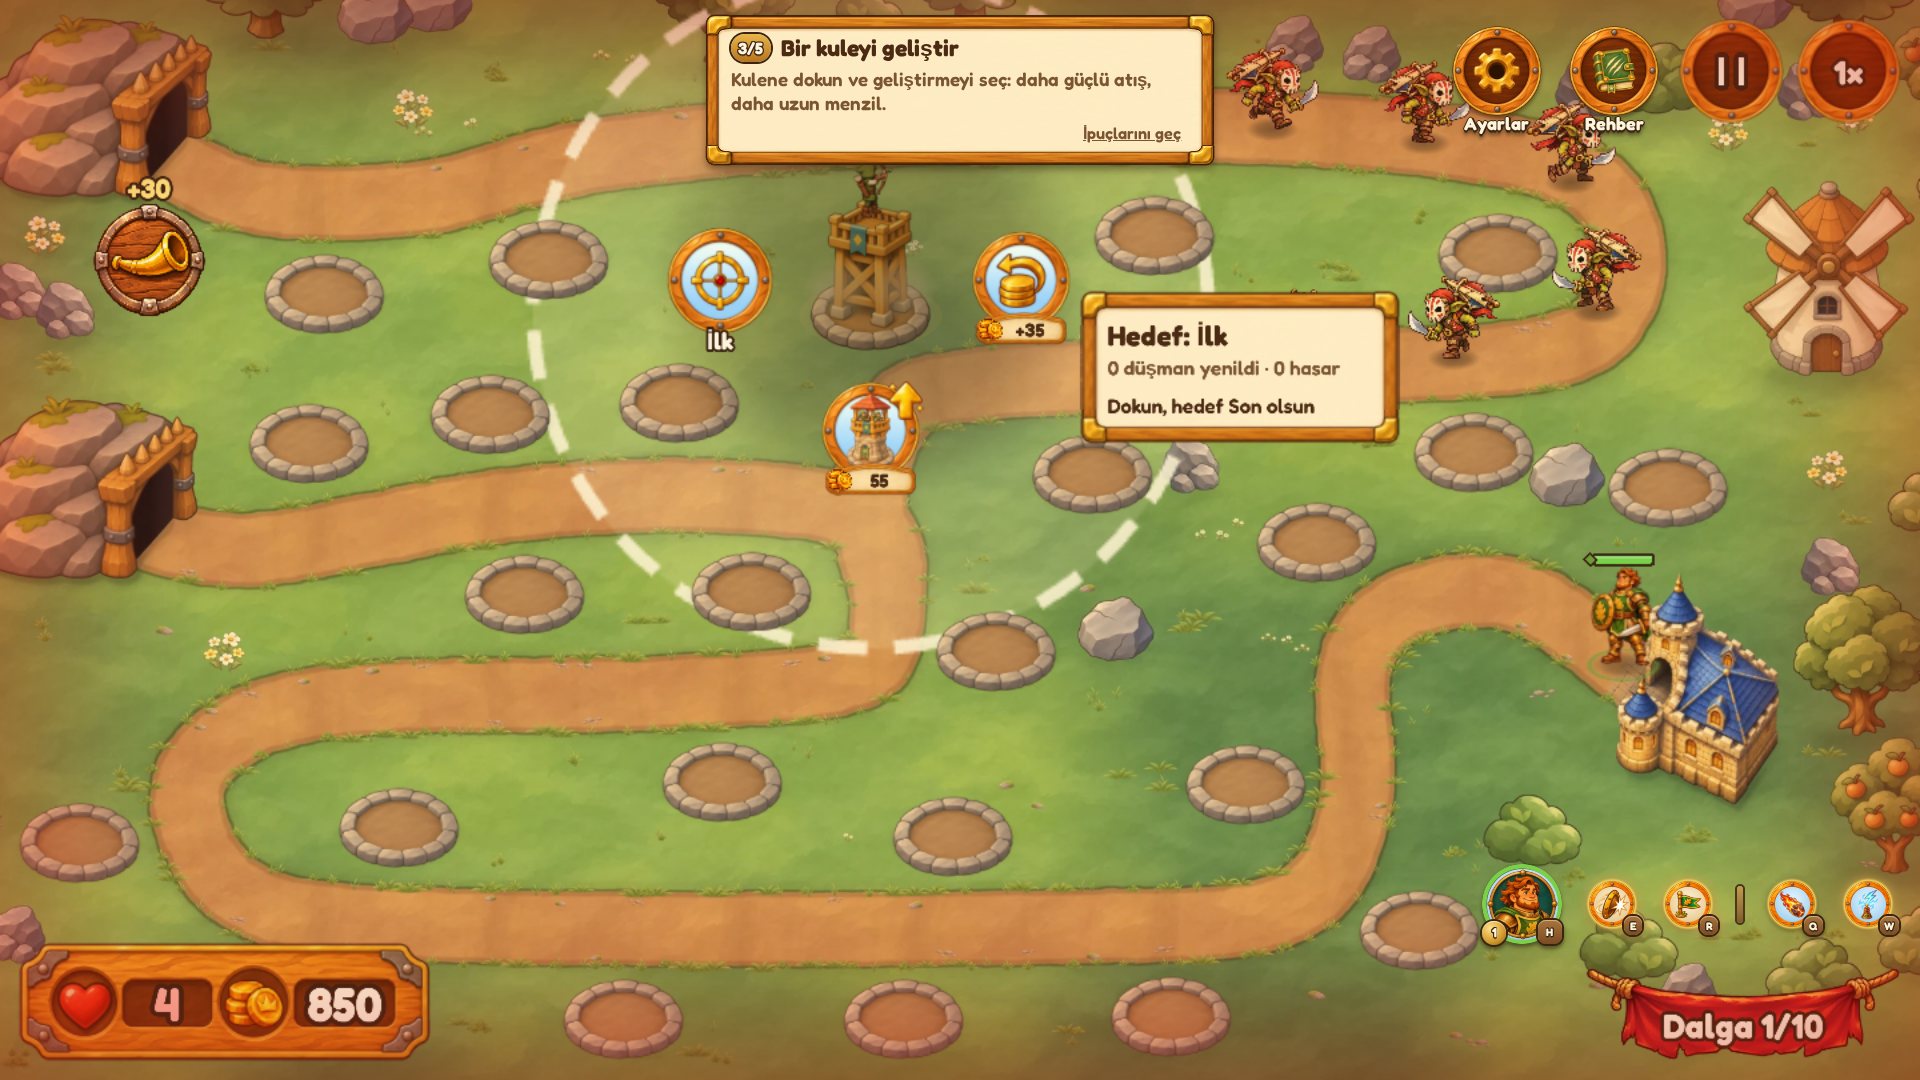 3/5 Bir kuleyi geliştir
Kulene dokun ve geliştirmeyi seç: daha güçlü atış,
daha uzun menzil.
İpuçlarını geç
Ayarlar
Rehber
1x
+30
İlk
+35
55
Hedef: İlk
0 düşman yenildi · 0 hasar
Dokun, hedef Son olsun
1
H
E
R
Q
W
4
850
Dalga 1/10